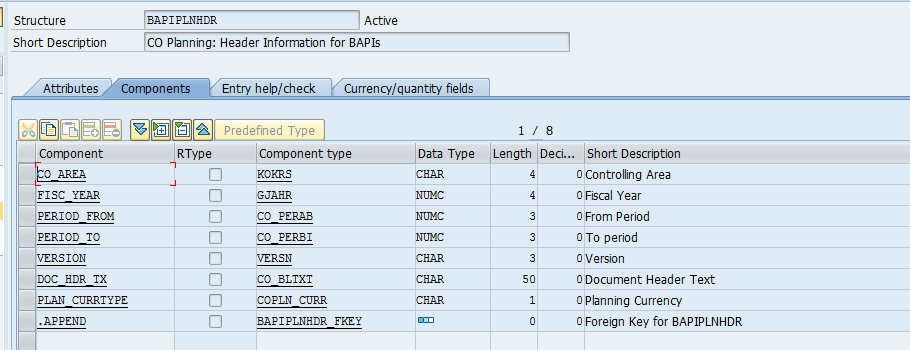 Structure BAPIPLNHDR Active
Short Description CO Planning: Header Information for BAPIs
Attributes Components Entry help/check Currency/quantity fields
Predefined Type 1 / 8
Component RType Component type Data Type Length Deci... Short Description
CO_AREA KOKRS CHAR 4 0 Controlling Area
FISC_YEAR GJAHR NUMC 4 0 Fiscal Year
PERIOD_FROM CO_PERAB NUMC 3 0 From Period
PERIOD_TO CO_PERBI NUMC 3 0 To period
VERSION VERSN CHAR 3 0 Version
DOC_HDR_TX CO_BLTXT CHAR 50 0 Document Header Text
PLAN_CURRTYPE COPLN_CURR CHAR 1 0 Planning Currency
.APPEND BAPIPLNHDR_FKEY 0 0 Foreign Key for BAPIPLNHDR